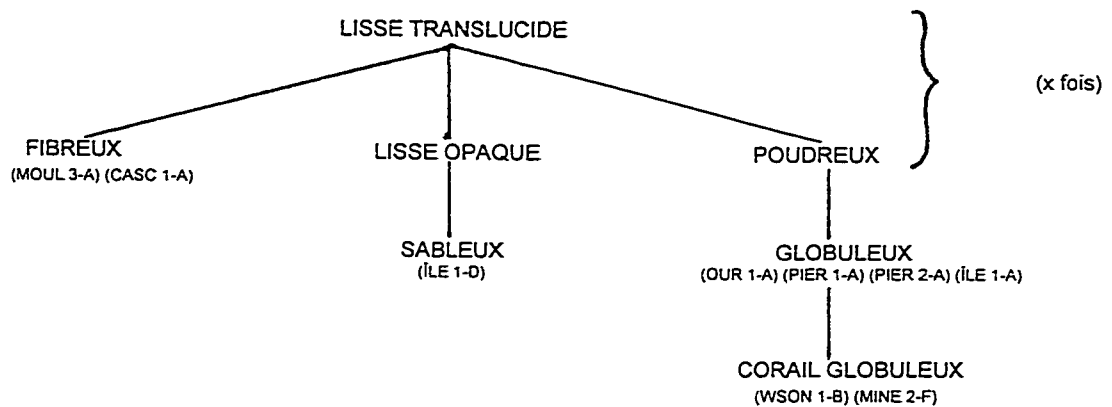 LISSE TRANSLUCIDE
(x fois)
FIBREUX
(MOUL 3-A) (CASC 1-A)
LISSE OPAQUE
POUDREUX
SABLEUX
(ÎLE 1-D)
GLOBULEUX
(OUR 1-A) (PIER 1-A) (PIER 2-A) (ÎLE 1-A)
CORAIL GLOBULEUX
(WSON 1-B) (MINE 2-F)